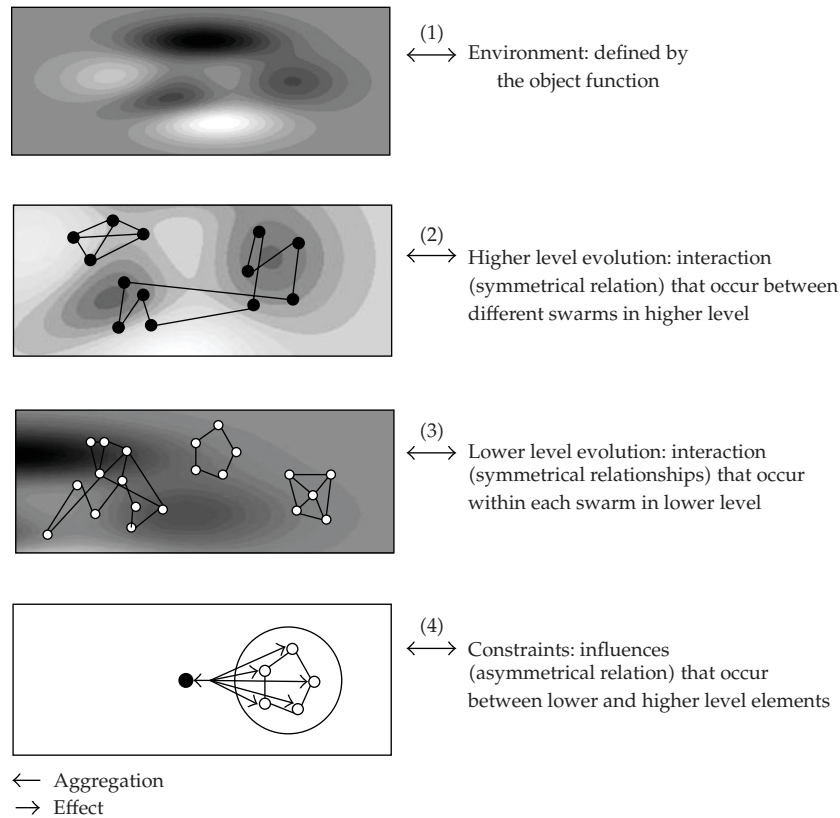 (1)
Environment: defined by
the object function
(2)
Higher level evolution: interaction
(symmetrical relation) that occur between
different swarms in higher level
(3)
Lower level evolution: interaction
(symmetrical relationships) that occur
within each swarm in lower level
(4)
Constraints: influences
(asymmetrical relation) that occur
between lower and higher level elements
Aggregation
Effect